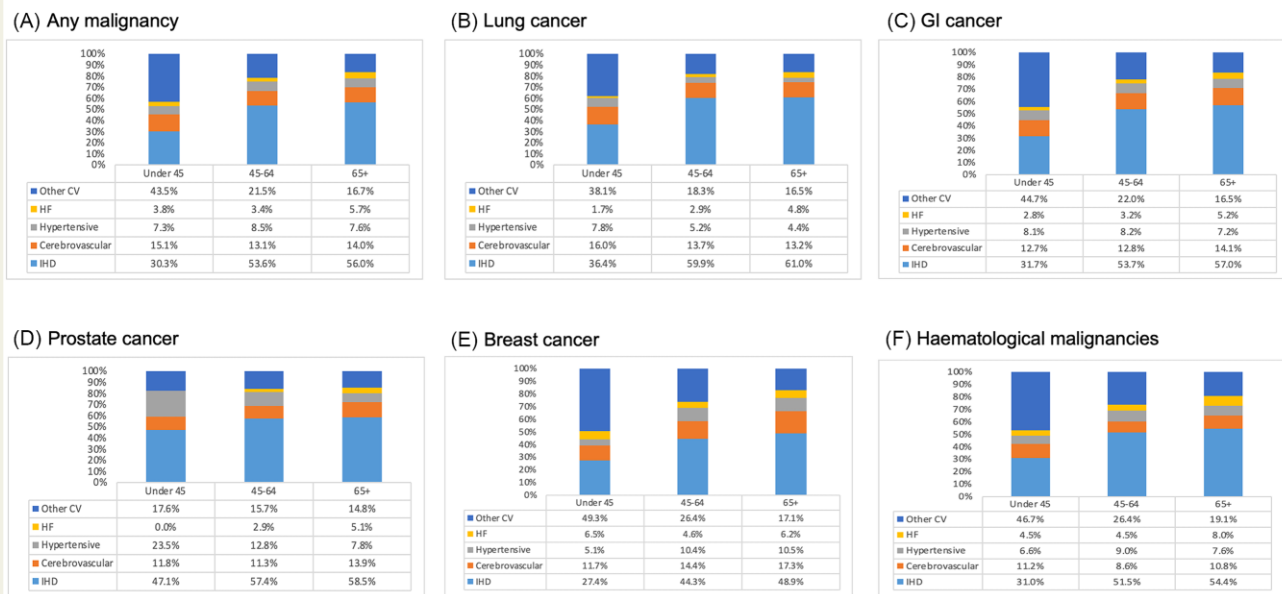 (A) Any malignancy
100%
90%
80%
70%
60%
50%
40%
30%
20%
10%
0%
Under 45 45-64 65+
Other CV 43.5% 21.5% 16.7%
HF 3.8% 3.4% 5.7%
Hypertensive 7.3% 8.5% 7.6%
Cerebrovascular 15.1% 13.1% 14.0%
IHD 30.3% 53.6% 56.0%
(B) Lung cancer
100%
90%
80%
70%
60%
50%
40%
30%
20%
10%
0%
Under 45 45-64 65+
Other CV 38.1% 18.3% 16.5%
HF 1.7% 2.9% 4.8%
Hypertensive 7.8% 5.2% 4.4%
Cerebrovascular 16.0% 13.7% 13.2%
IHD 36.4% 59.9% 61.0%
(C) GI cancer
100%
90%
80%
70%
60%
50%
40%
30%
20%
10%
0%
Under 45 45-64 65+
Other CV 44.7% 22.0% 16.5%
HF 2.8% 3.2% 5.2%
Hypertensive 8.1% 8.2% 7.2%
Cerebrovascular 12.7% 12.8% 14.1%
IHD 31.7% 53.7% 57.0%
(D) Prostate cancer
100%
90%
80%
70%
60%
50%
40%
30%
20%
10%
0%
Under 45 45-64 65+
Other CV 17.6% 15.7% 14.8%
HF 0.0% 2.9% 5.1%
Hypertensive 23.5% 12.8% 7.8%
Cerebrovascular 11.8% 11.3% 13.9%
IHD 47.1% 57.4% 58.5%
(E) Breast cancer
100%
90%
80%
70%
60%
50%
40%
30%
20%
10%
0%
Under 45 45-64 65+
Other CV 49.3% 26.4% 17.1%
HF 6.5% 4.6% 6.2%
Hypertensive 5.1% 10.4% 10.5%
Cerebrovascular 11.7% 14.4% 17.3%
IHD 27.4% 44.3% 48.9%
(F) Haematological malignancies
100%
90%
80%
70%
60%
50%
40%
30%
20%
10%
0%
Under 45 45-64 65+
Other CV 46.7% 26.4% 19.1%
HF 4.5% 4.5% 8.0%
Hypertensive 6.6% 9.0% 7.6%
Cerebrovascular 11.2% 8.6% 10.8%
IHD 31.0% 51.5% 54.4%